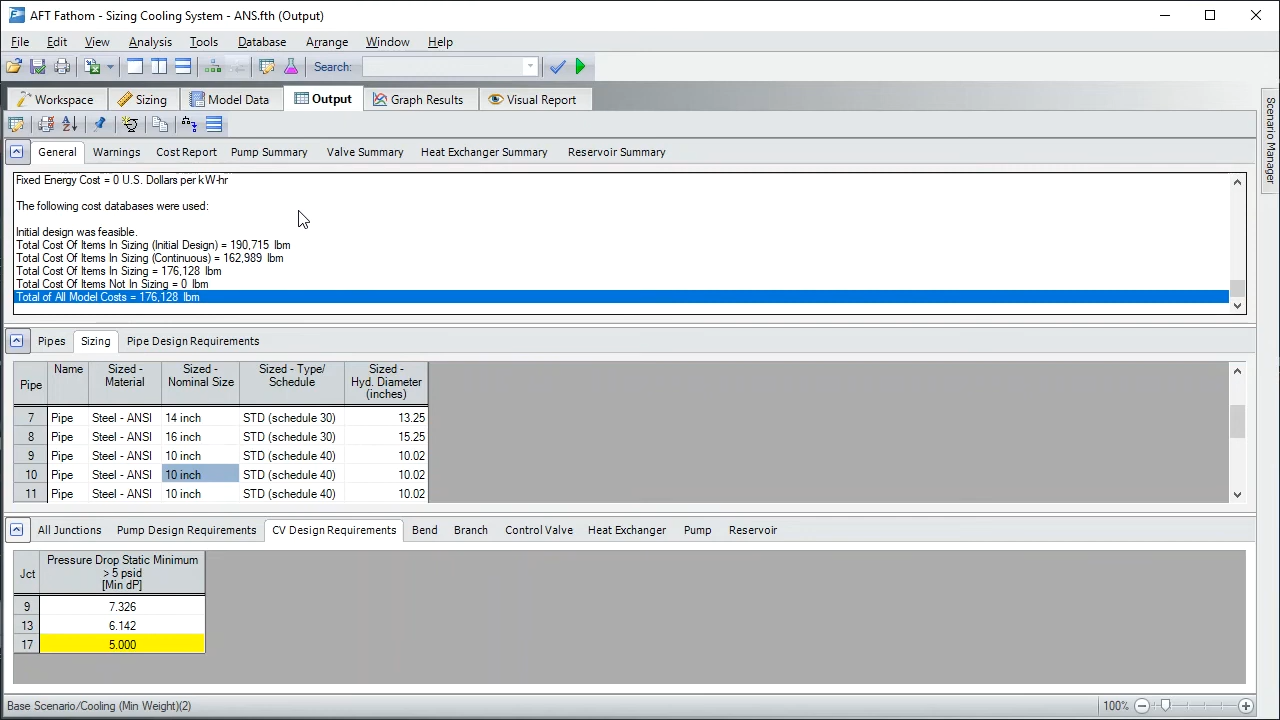 AFT Fathom - Sizing Cooling System - ANS.fth (Output)
File Edit View Analysis Tools Database Arrange Window Help
Search:
Workspace Sizing Model Data Output Graph Results Visual Report
Scenario Manager
General Warnings Cost Report Pump Summary Valve Summary Heat Exchanger Summary Reservoir Summary
Fixed Energy Cost = 0 U.S. Dollars per kW-hr
The following cost databases were used:
Initial design was feasible.
Total Cost Of Items In Sizing (Initial Design) = 190,715 lbm
Total Cost Of Items In Sizing (Continuous) = 162,989 lbm
Total Cost Of Items In Sizing = 176,128 lbm
Total Cost Of Items Not In Sizing = 0 lbm
Total of All Model Costs = 176,128 lbm
Pipes Sizing Pipe Design Requirements
Pipe Name Sized - Material Sized - Nominal Size Sized - Type/ Schedule Sized - Hyd. Diameter (inches)
7 Pipe Steel - ANSI 14 inch STD (schedule 30) 13.25
8 Pipe Steel - ANSI 16 inch STD (schedule 30) 15.25
9 Pipe Steel - ANSI 10 inch STD (schedule 40) 10.02
10 Pipe Steel - ANSI 10 inch STD (schedule 40) 10.02
11 Pipe Steel - ANSI 10 inch STD (schedule 40) 10.02
All Junctions Pump Design Requirements CV Design Requirements Bend Branch Control Valve Heat Exchanger Pump Reservoir
Jct Pressure Drop Static Minimum
> 5 psid
[Min dP]
9 7.326
13 6.142
17 5.000
Base Scenario/Cooling (Min Weight)(2)
100%